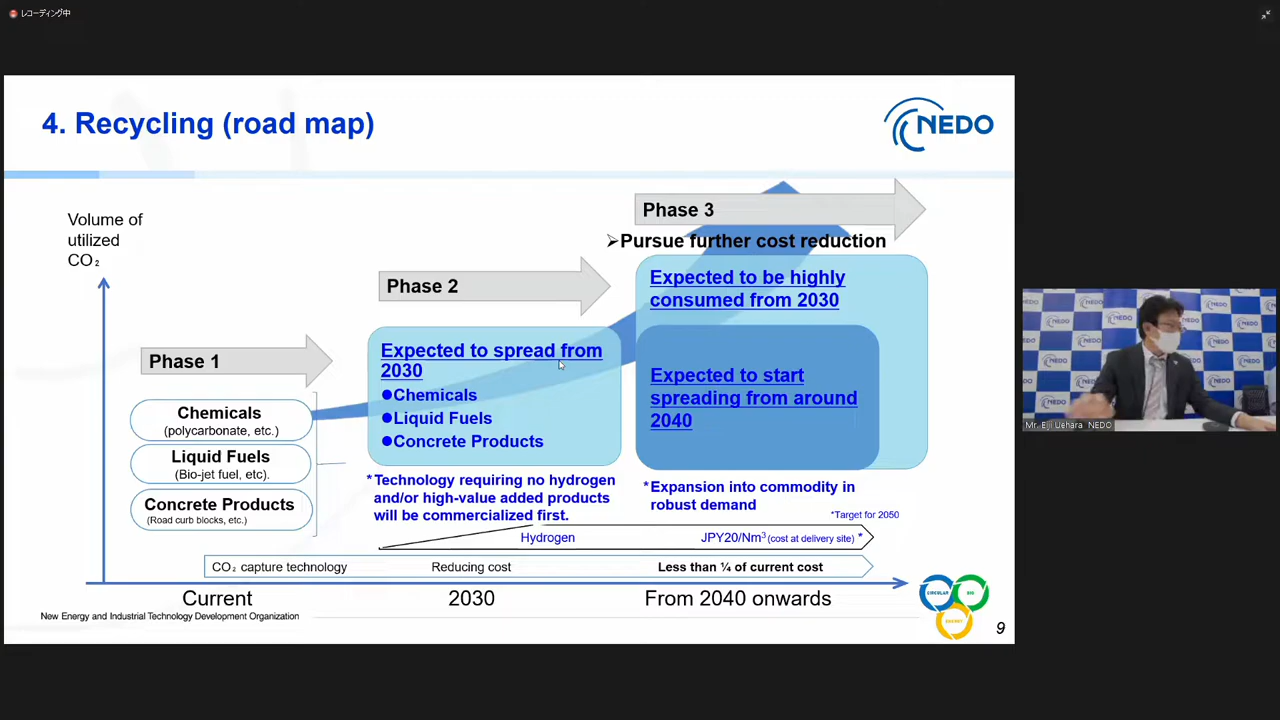 レコーディング中
4. Recycling (road map)
NEDO
Volume of
utilized
CO₂
Phase 1
Chemicals
(polycarbonate, etc.)
Liquid Fuels
(Bio-jet fuel, etc).
Concrete Products
(Road curb blocks, etc.)
Phase 2
Expected to spread from
2030
●Chemicals
●Liquid Fuels
●Concrete Products
*Technology requiring no hydrogen
and/or high-value added products
will be commercialized first.
Phase 3
➢Pursue further cost reduction
Expected to be highly
consumed from 2030
Expected to start
spreading from around
2040
*Expansion into commodity in
robust demand
*Target for 2050
Hydrogen JPY20/Nm³ (cost at delivery site) *
CO₂ capture technology Reducing cost Less than ¼ of current cost
Current 2030 From 2040 onwards
New Energy and Industrial Technology Development Organization
CIRCULAR
BIO
ENERGY
9
NEDO
Mr. Eiji Uehara NEDO